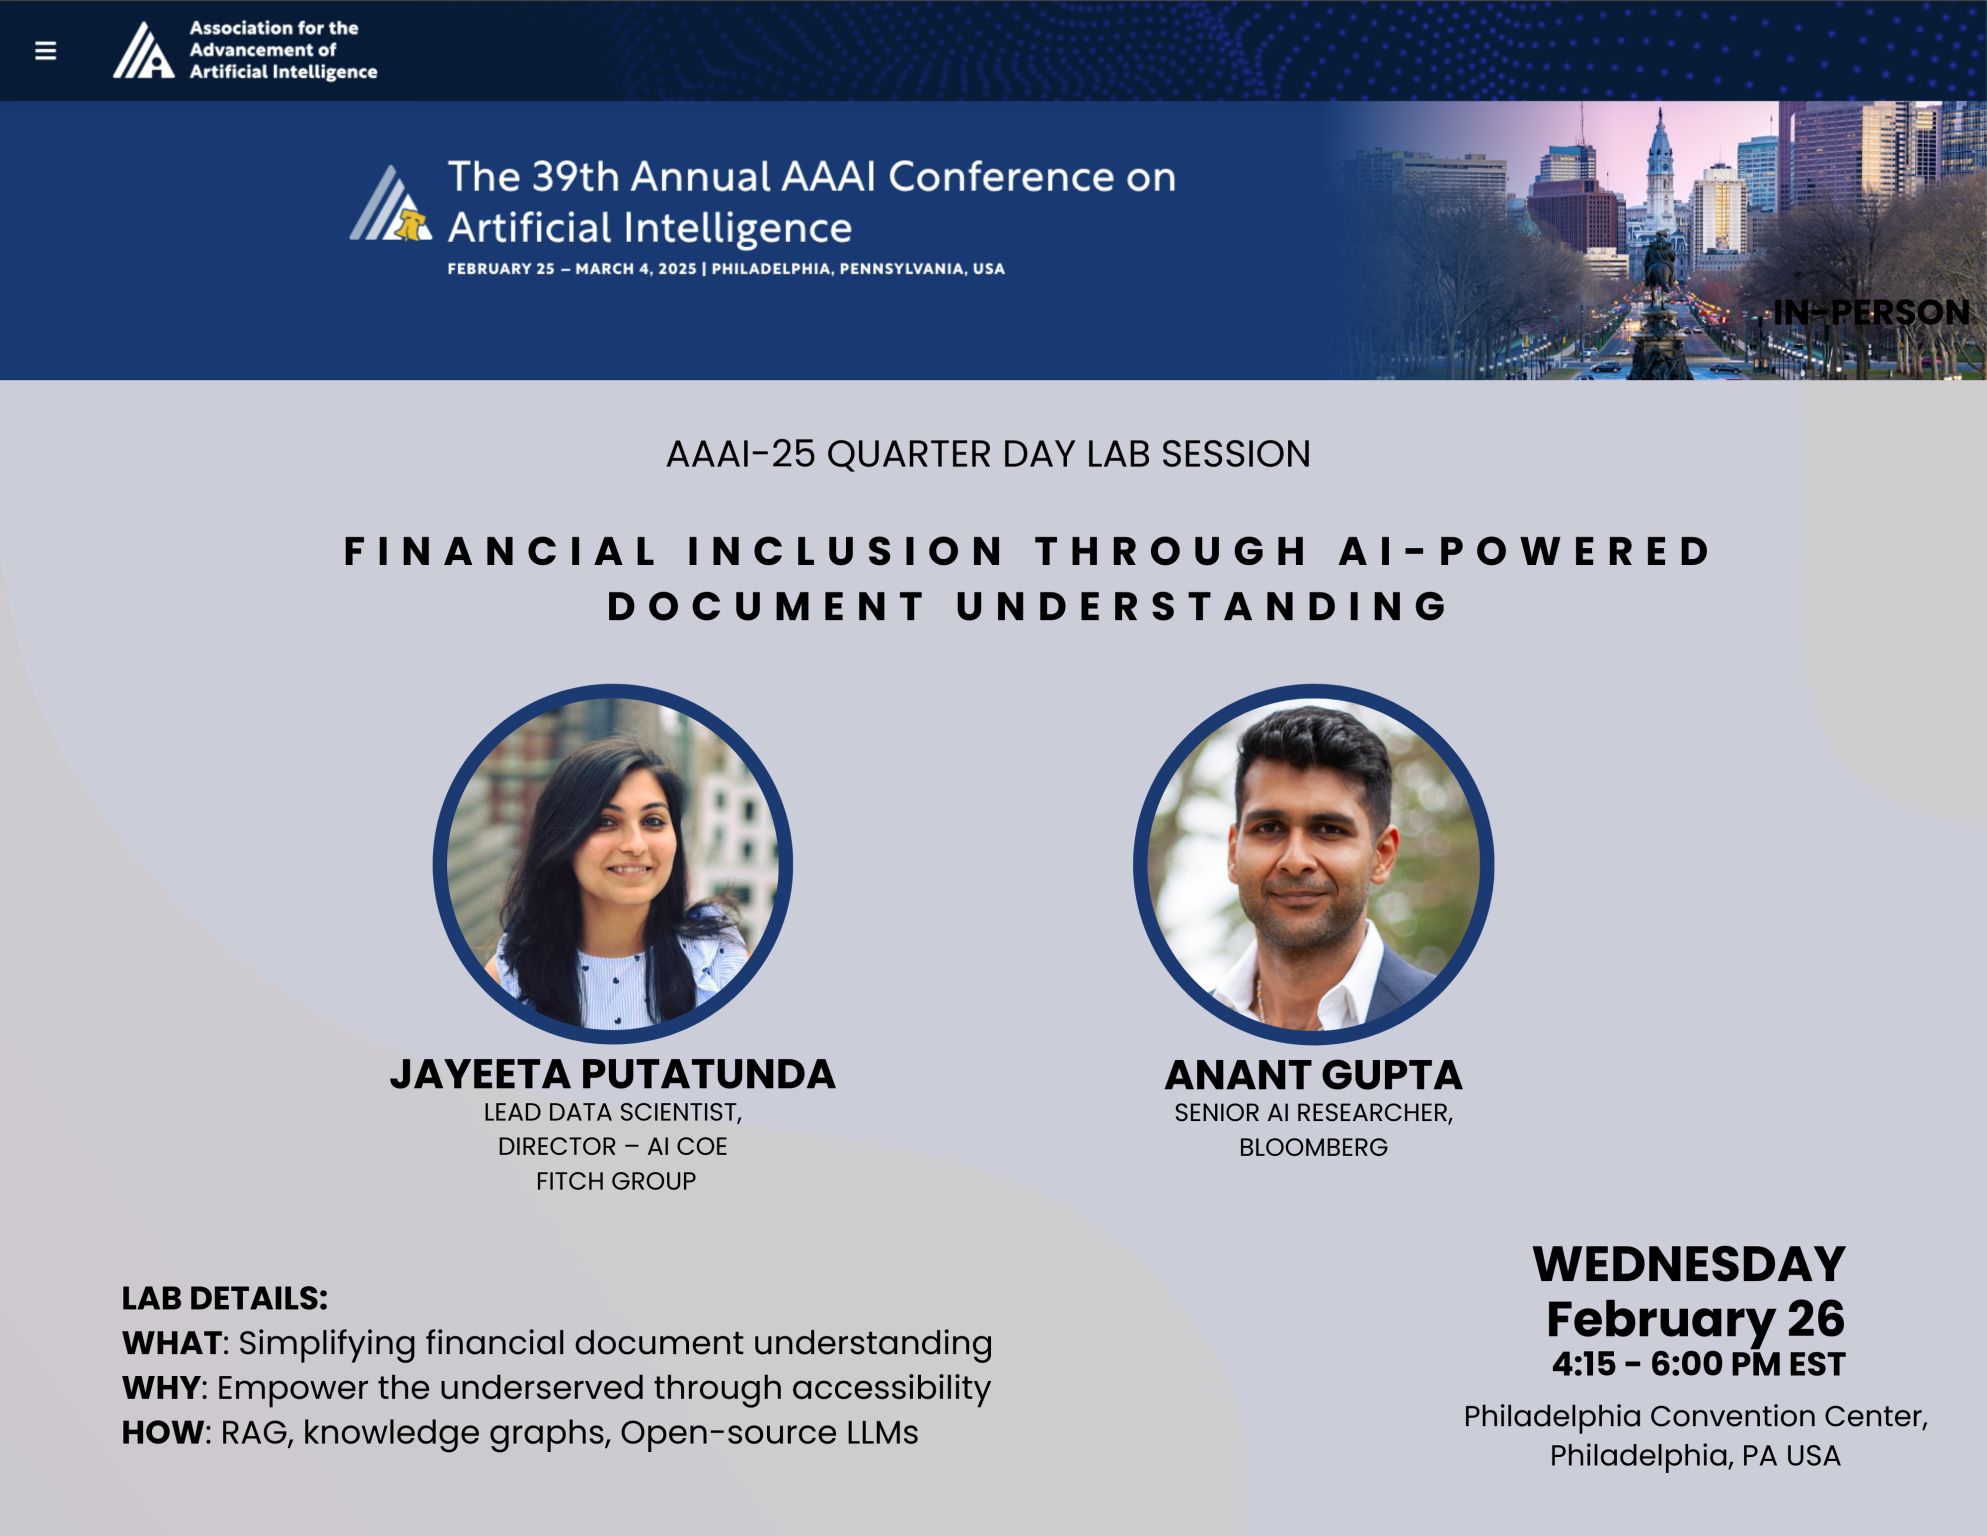 Association for the
Advancement of
Artificial Intelligence
The 39th Annual AAAI Conference on
Artificial Intelligence
FEBRUARY 25 – MARCH 4, 2025 | PHILADELPHIA, PENNSYLVANIA, USA
IN-PERSON
AAAI-25 QUARTER DAY LAB SESSION
FINANCIAL INCLUSION THROUGH AI-POWERED
DOCUMENT UNDERSTANDING
JAYEETA PUTATUNDA
LEAD DATA SCIENTIST,
DIRECTOR – AI COE
FITCH GROUP
ANANT GUPTA
SENIOR AI RESEARCHER,
BLOOMBERG
LAB DETAILS:
WHAT: Simplifying financial document understanding
WHY: Empower the underserved through accessibility
HOW: RAG, knowledge graphs, Open-source LLMs
WEDNESDAY
February 26
4:15 - 6:00 PM EST
Philadelphia Convention Center,
Philadelphia, PA USA